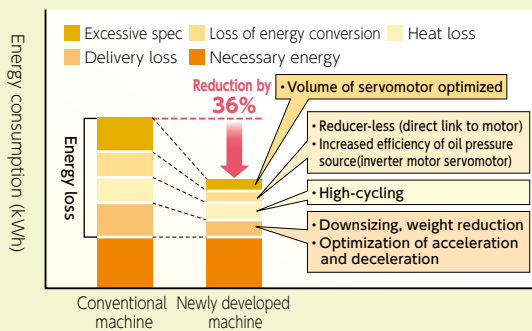 Energy consumption (kWh)
Excessive spec
Loss of energy conversion
Heat loss
Delivery loss
Necessary energy
Reduction by
36%
Energy loss
• Volume of servomotor optimized
• Reducer-less (direct link to motor)
• Increased efficiency of oil pressure
source(inverter motor servomotor)
• High-cycling
• Downsizing, weight reduction
• Optimization of acceleration
and deceleration
Conventional
machine
Newly developed
machine